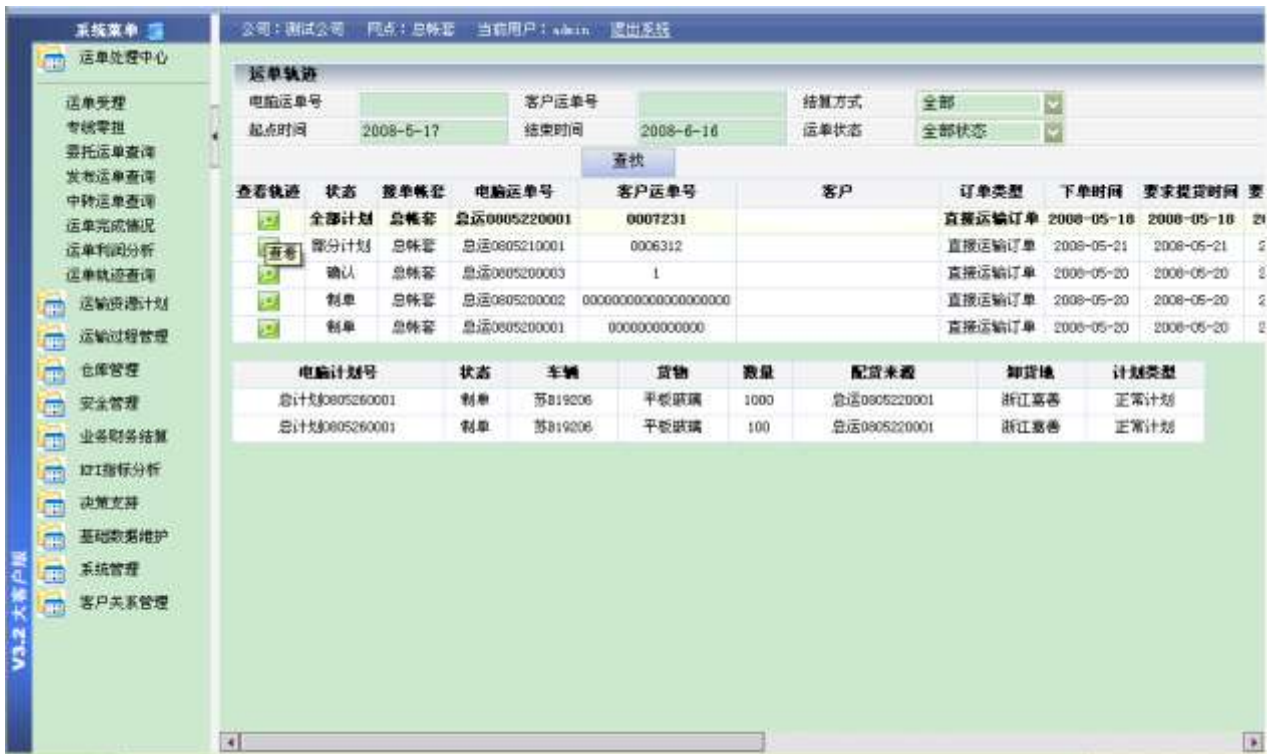 系统菜单
公司：测试公司 网点：总帐套 当前用户：admin 退出系统
运单处理中心
运单受理
专线零担
委托运单查询
发布运单查询
中转运单查询
运单完成情况
运单利润分析
运单轨迹查询
运输资源计划
运输过程管理
仓库管理
安全管理
业务财务结算
KPI指标分析
决策支持
基础数据维护
系统管理
客户关系管理
V3.2 大客户版
运单轨迹
电脑运单号 客户运单号 结算方式 全部
起点时间 2008-5-17 结束时间 2008-6-16 运单状态 全部状态
查找
查看轨迹 状态 接单帐套 电脑运单号 客户运单号 客户 订单类型 下单时间 要求提货时间 要
全部计划 总帐套 总运0805220001 0007231 直接运输订单 2008-05-18 2008-05-18 20
查看 部分计划 总帐套 总运0805210001 0006312 直接运输订单 2008-05-21 2008-05-21 2
确认 总帐套 总运0805200003 1 直接运输订单 2008-05-20 2008-05-20 2
制单 总帐套 总运0805200002 00000000000000000000 直接运输订单 2008-05-20 2008-05-20 2
制单 总帐套 总运0805200001 0000000000000 直接运输订单 2008-05-20 2008-05-20 2
电脑计划号 状态 车辆 货物 数量 配货来源 卸货地 计划类型
总计划0805260001 制单 苏B19206 平板玻璃 1000 总运0805220001 浙江嘉善 正常计划
总计划0805260001 制单 苏B19206 平板玻璃 100 总运0805220001 浙江嘉善 正常计划